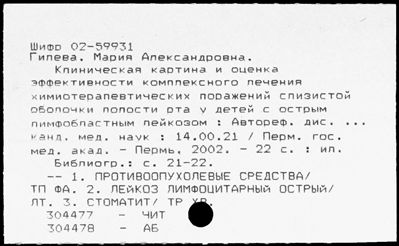 Шифр 02-59931
Гилева, Мария Александровна.
Клиническая картина и оценка
эффективности комплексного лечения
химиотерапевтических поражений слизистой
оболочки полости рта у детей с острым
лимфобластным лейкозом : Автореф. дис. ...
канд. мед. наук : 14.00.21 / Перм. гос.
мед. акад. - Пермь, 2002. - 22 с. : ил.
Библиогр.: с. 21-22.
-- 1. ПРОТИВООПУХОЛЕВЫЕ СРЕДСТВА/
ТП ФА. 2. ЛЕЙКОЗ ЛИМФОЦИТАРНЫЙ ОСТРЫЙ/
ЛТ. 3. СТОМАТИТ/ ТР ХР.
304477 - ЧИТ
304478 - АБ